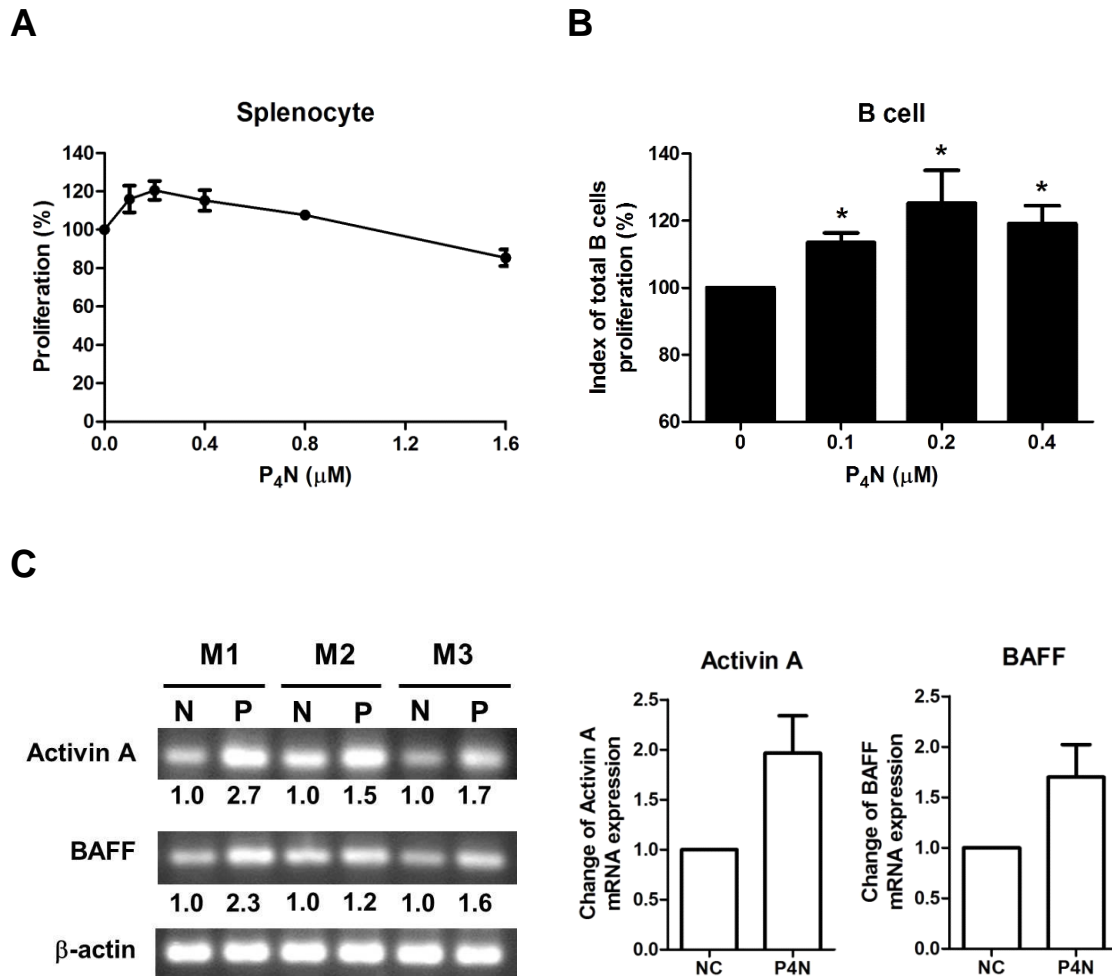 A
Splenocyte
Proliferation (%)
140
120
100
80
60
40
20
0
0.0
0.4
0.8
1.2
1.6
P₄N (μM)
B
B cell
Index of total B cells
proliferation (%)
140
120
100
80
60
*
*
*
0
0.1
0.2
0.4
P₄N (μM)
C
M1 M2 M3
N P N P N P
Activin A
1.0 2.7 1.0 1.5 1.0 1.7
BAFF
1.0 2.3 1.0 1.2 1.0 1.6
β-actin
Activin A
Change of Activin A
mRNA expression
2.5
2.0
1.5
1.0
0.5
0.0
NC P4N
BAFF
Change of BAFF
mRNA expression
2.5
2.0
1.5
1.0
0.5
0.0
NC P4N